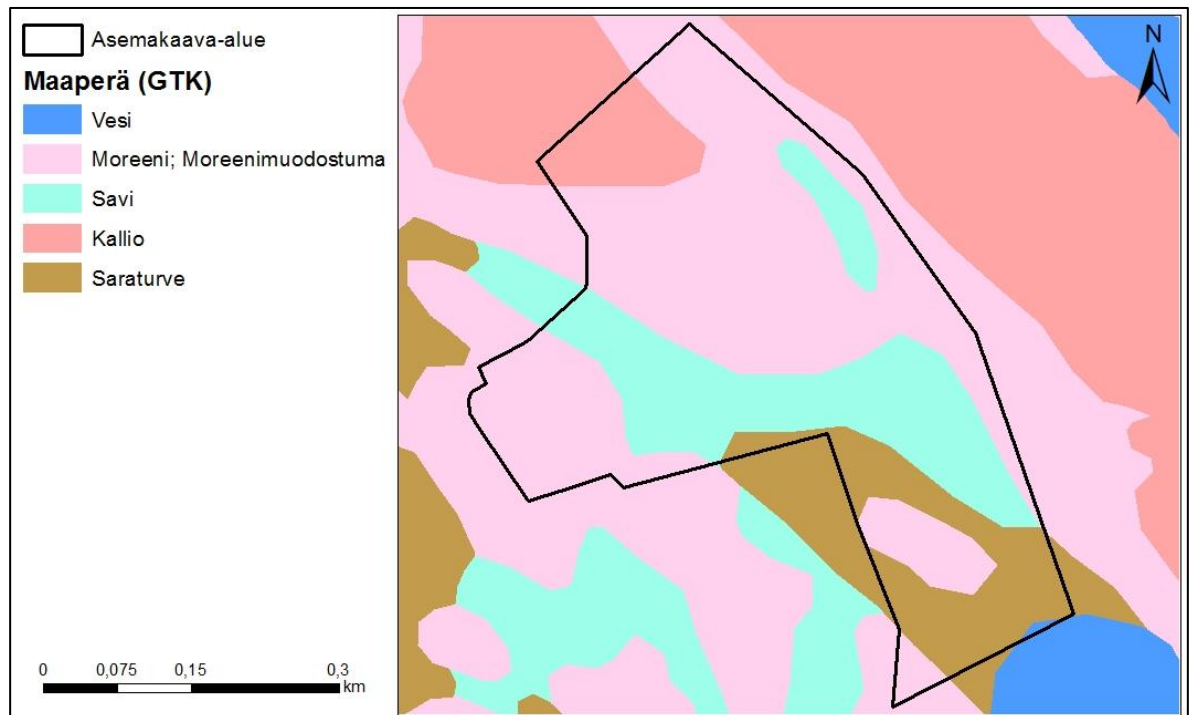 Asemakaava-alue
Maaperä (GTK)
Vesi
Moreeni; Moreenimuodostuma
Savi
Kallio
Saraturve
0 0,075 0,15 0,3
km
N